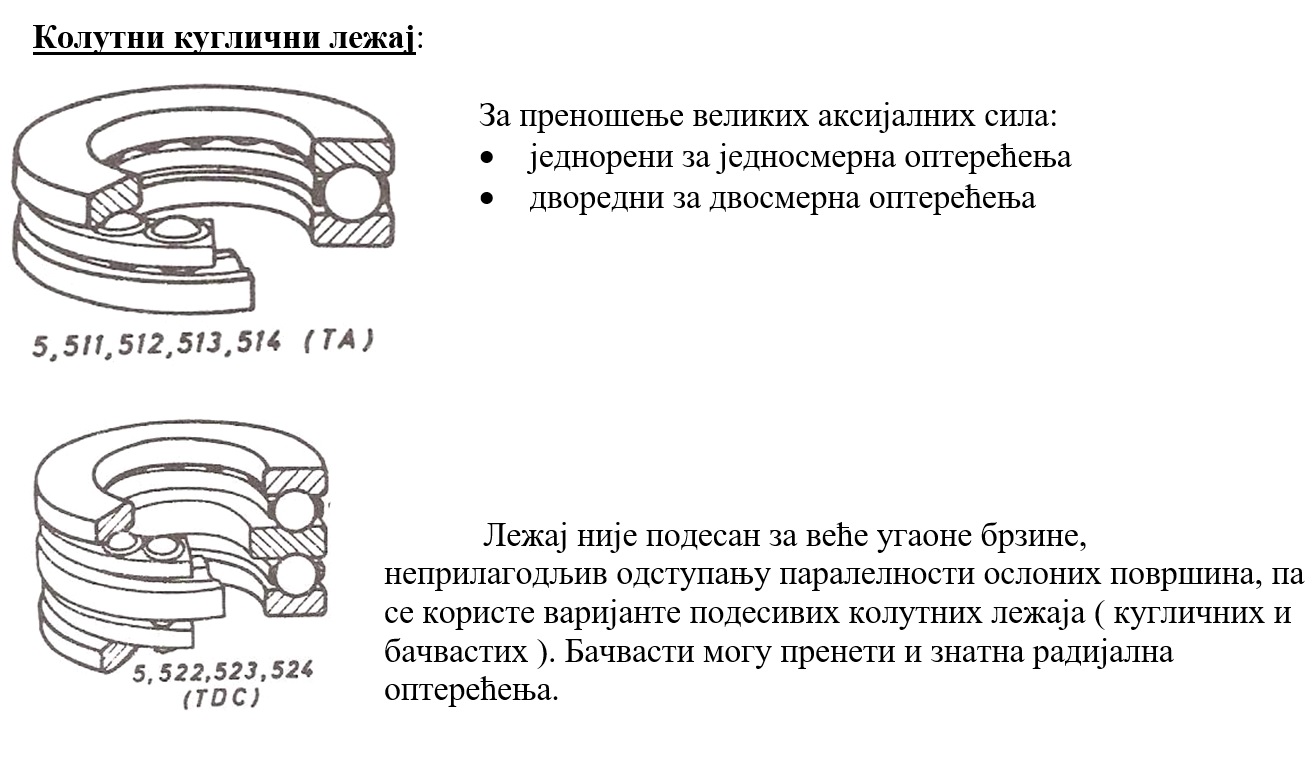 Колутни куглични лежај:
За преношење великих аксијалних сила:
• једнорени за једносмерна оптерећења
• дворедни за двосмерна оптерећења
5,511,512,513,514 (TA)
Лежај није подесан за веће угаоне брзине,
неприлагодљив одступању паралелности ослоних површина, па
се користе варијанте подесивих колутних лежаја ( кугличних и
бачвастих ). Бачвасти могу пренети и знатна радијална
оптерећења.
5,522,523,524
(TDC)